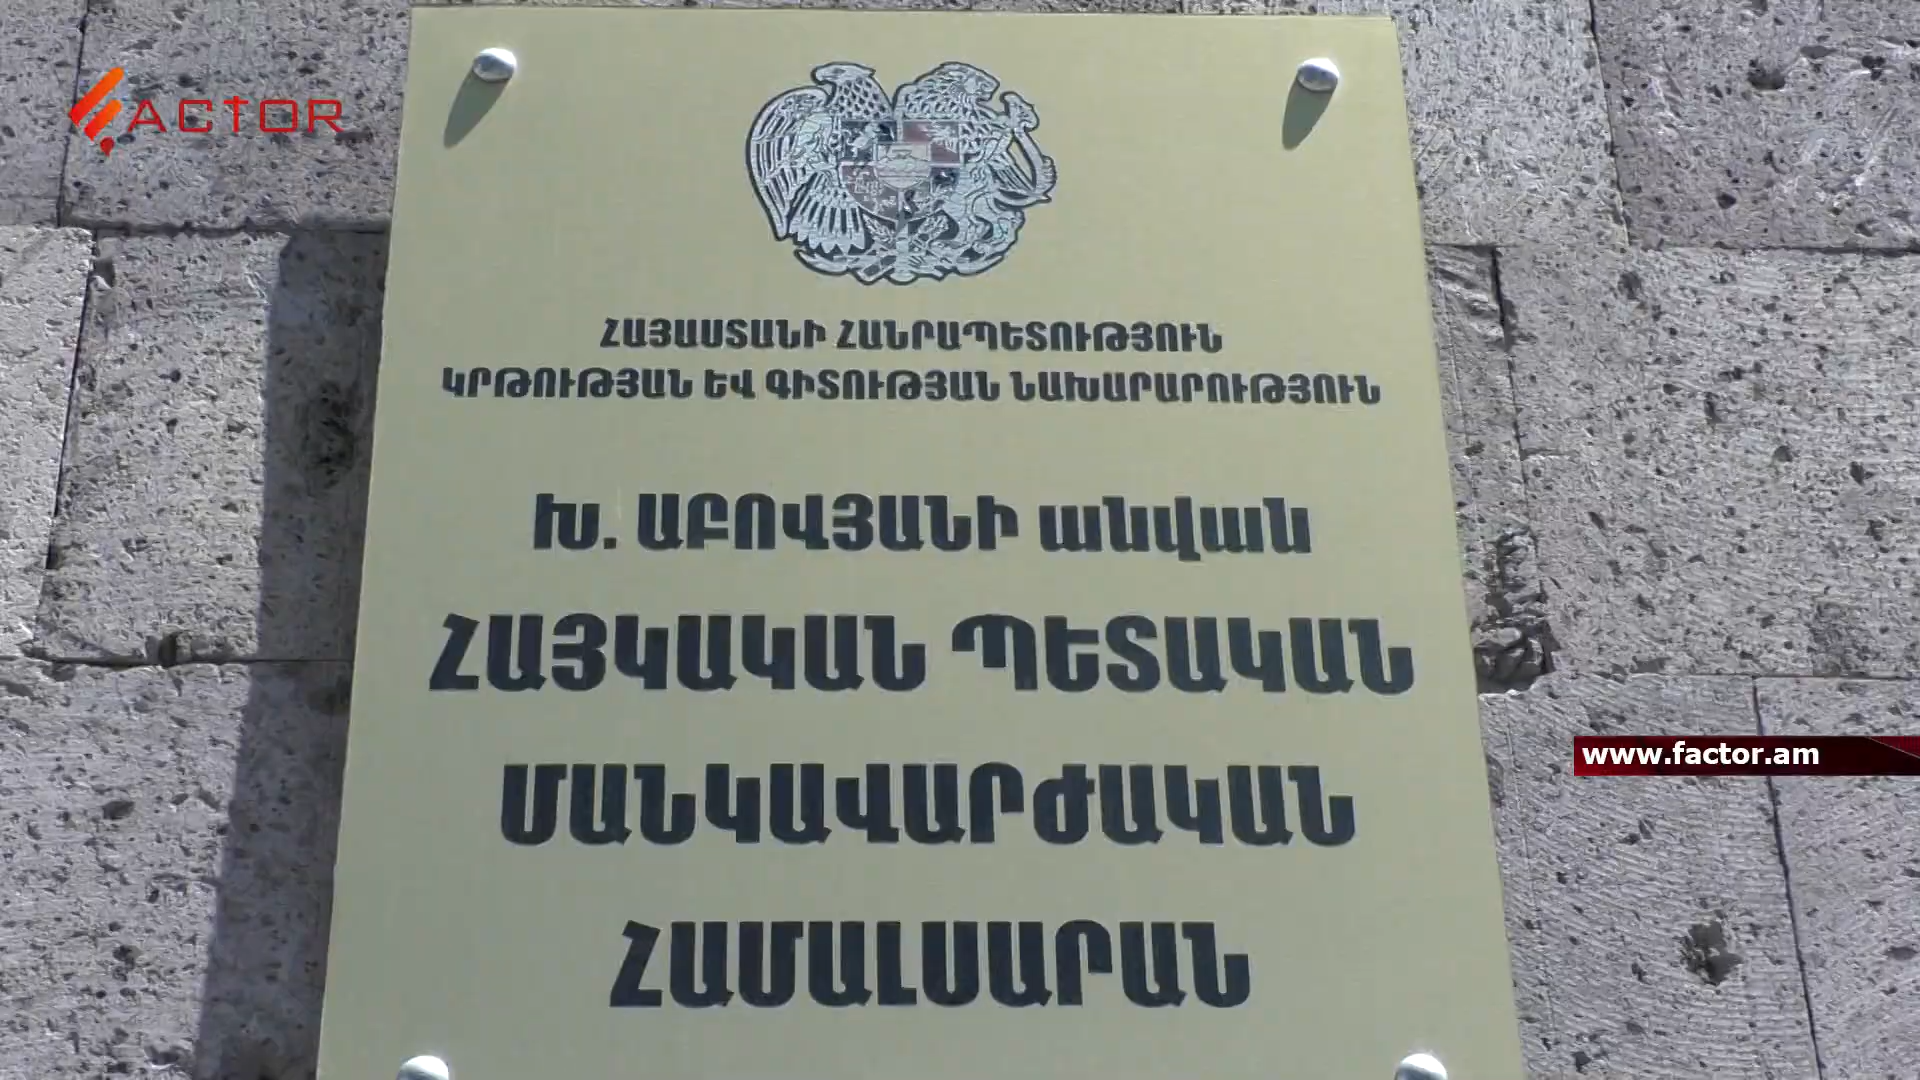 ACTOR
ՀԱՅԱՍՏԱՆԻ ՀԱՆՐԱՊԵՏՈՒԹՅՈՒՆ
ԿՐԹՈՒԹՅԱՆ ԵՎ ԳԻՏՈՒԹՅԱՆ ՆԱԽԱՐԱՐՈՒԹՅՈՒՆ
Խ. ԱԲՈՎՅԱՆԻ անվան
ՀԱՅԿԱԿԱՆ ՊԵՏԱԿԱՆ
ՄԱՆԿԱՎԱՐԺԱԿԱՆ
ՀԱՄԱԼՍԱՐԱՆ
www.factor.am